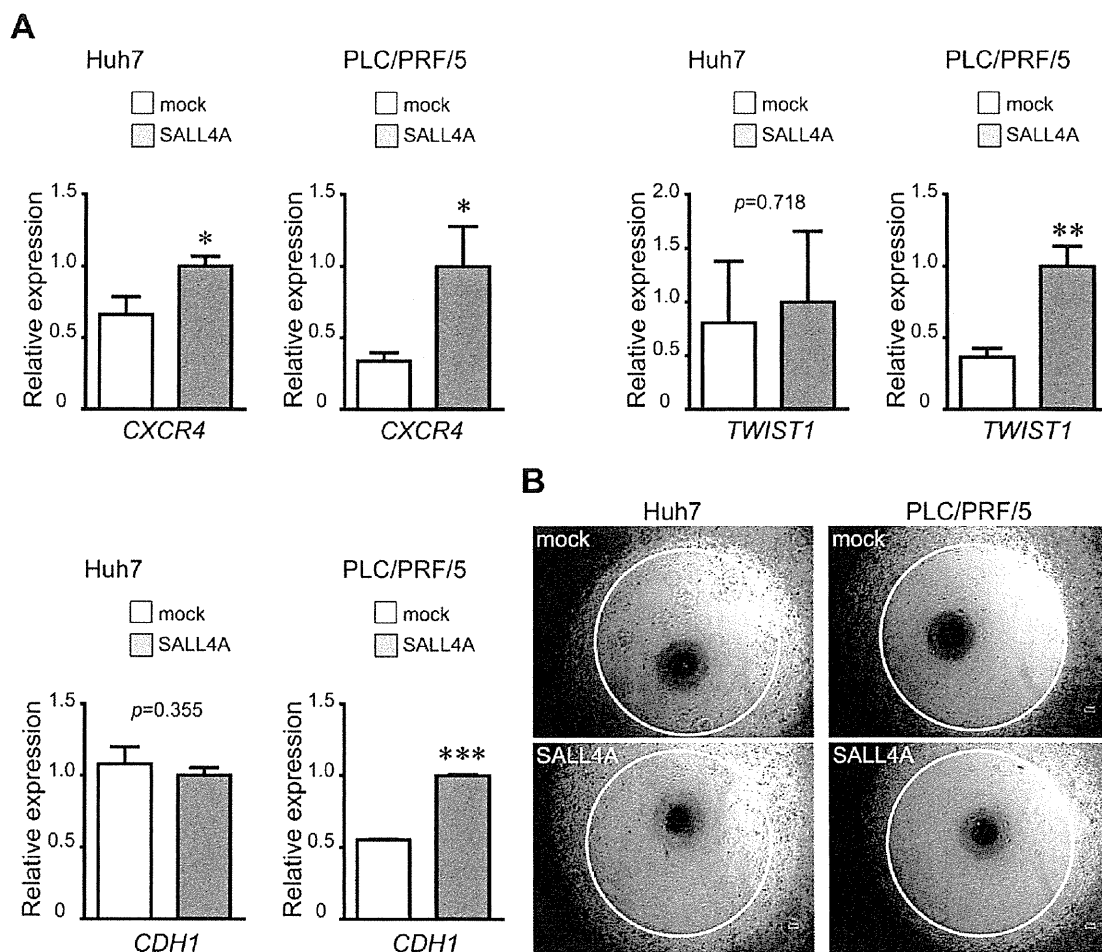 A
Huh7
mock
SALL4A
Relative expression
1.5
1.0
0.5
0
*
CXCR4
PLC/PRF/5
mock
SALL4A
Relative expression
1.5
1.0
0.5
0
*
CXCR4
Huh7
mock
SALL4A
Relative expression
2.0
1.5
1.0
0.5
0
p=0.718
TWIST1
PLC/PRF/5
mock
SALL4A
Relative expression
1.5
1.0
0.5
0
**
TWIST1
Huh7
mock
SALL4A
Relative expression
1.5
1.0
0.5
0
p=0.355
CDH1
PLC/PRF/5
mock
SALL4A
Relative expression
1.5
1.0
0.5
0
***
CDH1
B
Huh7
PLC/PRF/5
mock
mock
SALL4A
SALL4A